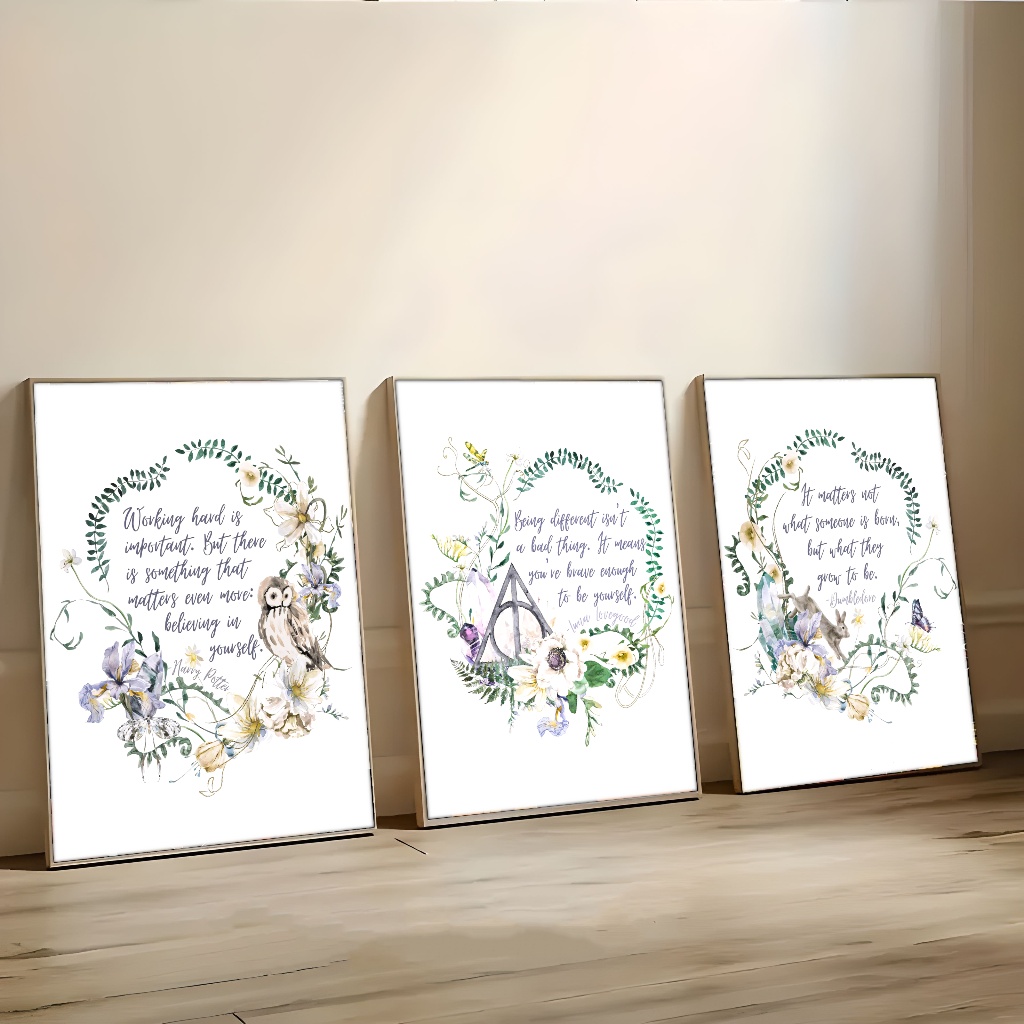 Working hard is
important. But there
is something that
matters even more:
believing in
yourself.
Harry Potter
Being different isn't
a bad thing. It means
you're brave enough
to be yourself.
Luna Lovegood
It matters not
what someone is born,
but what they
grow to be.
-Dumbledore